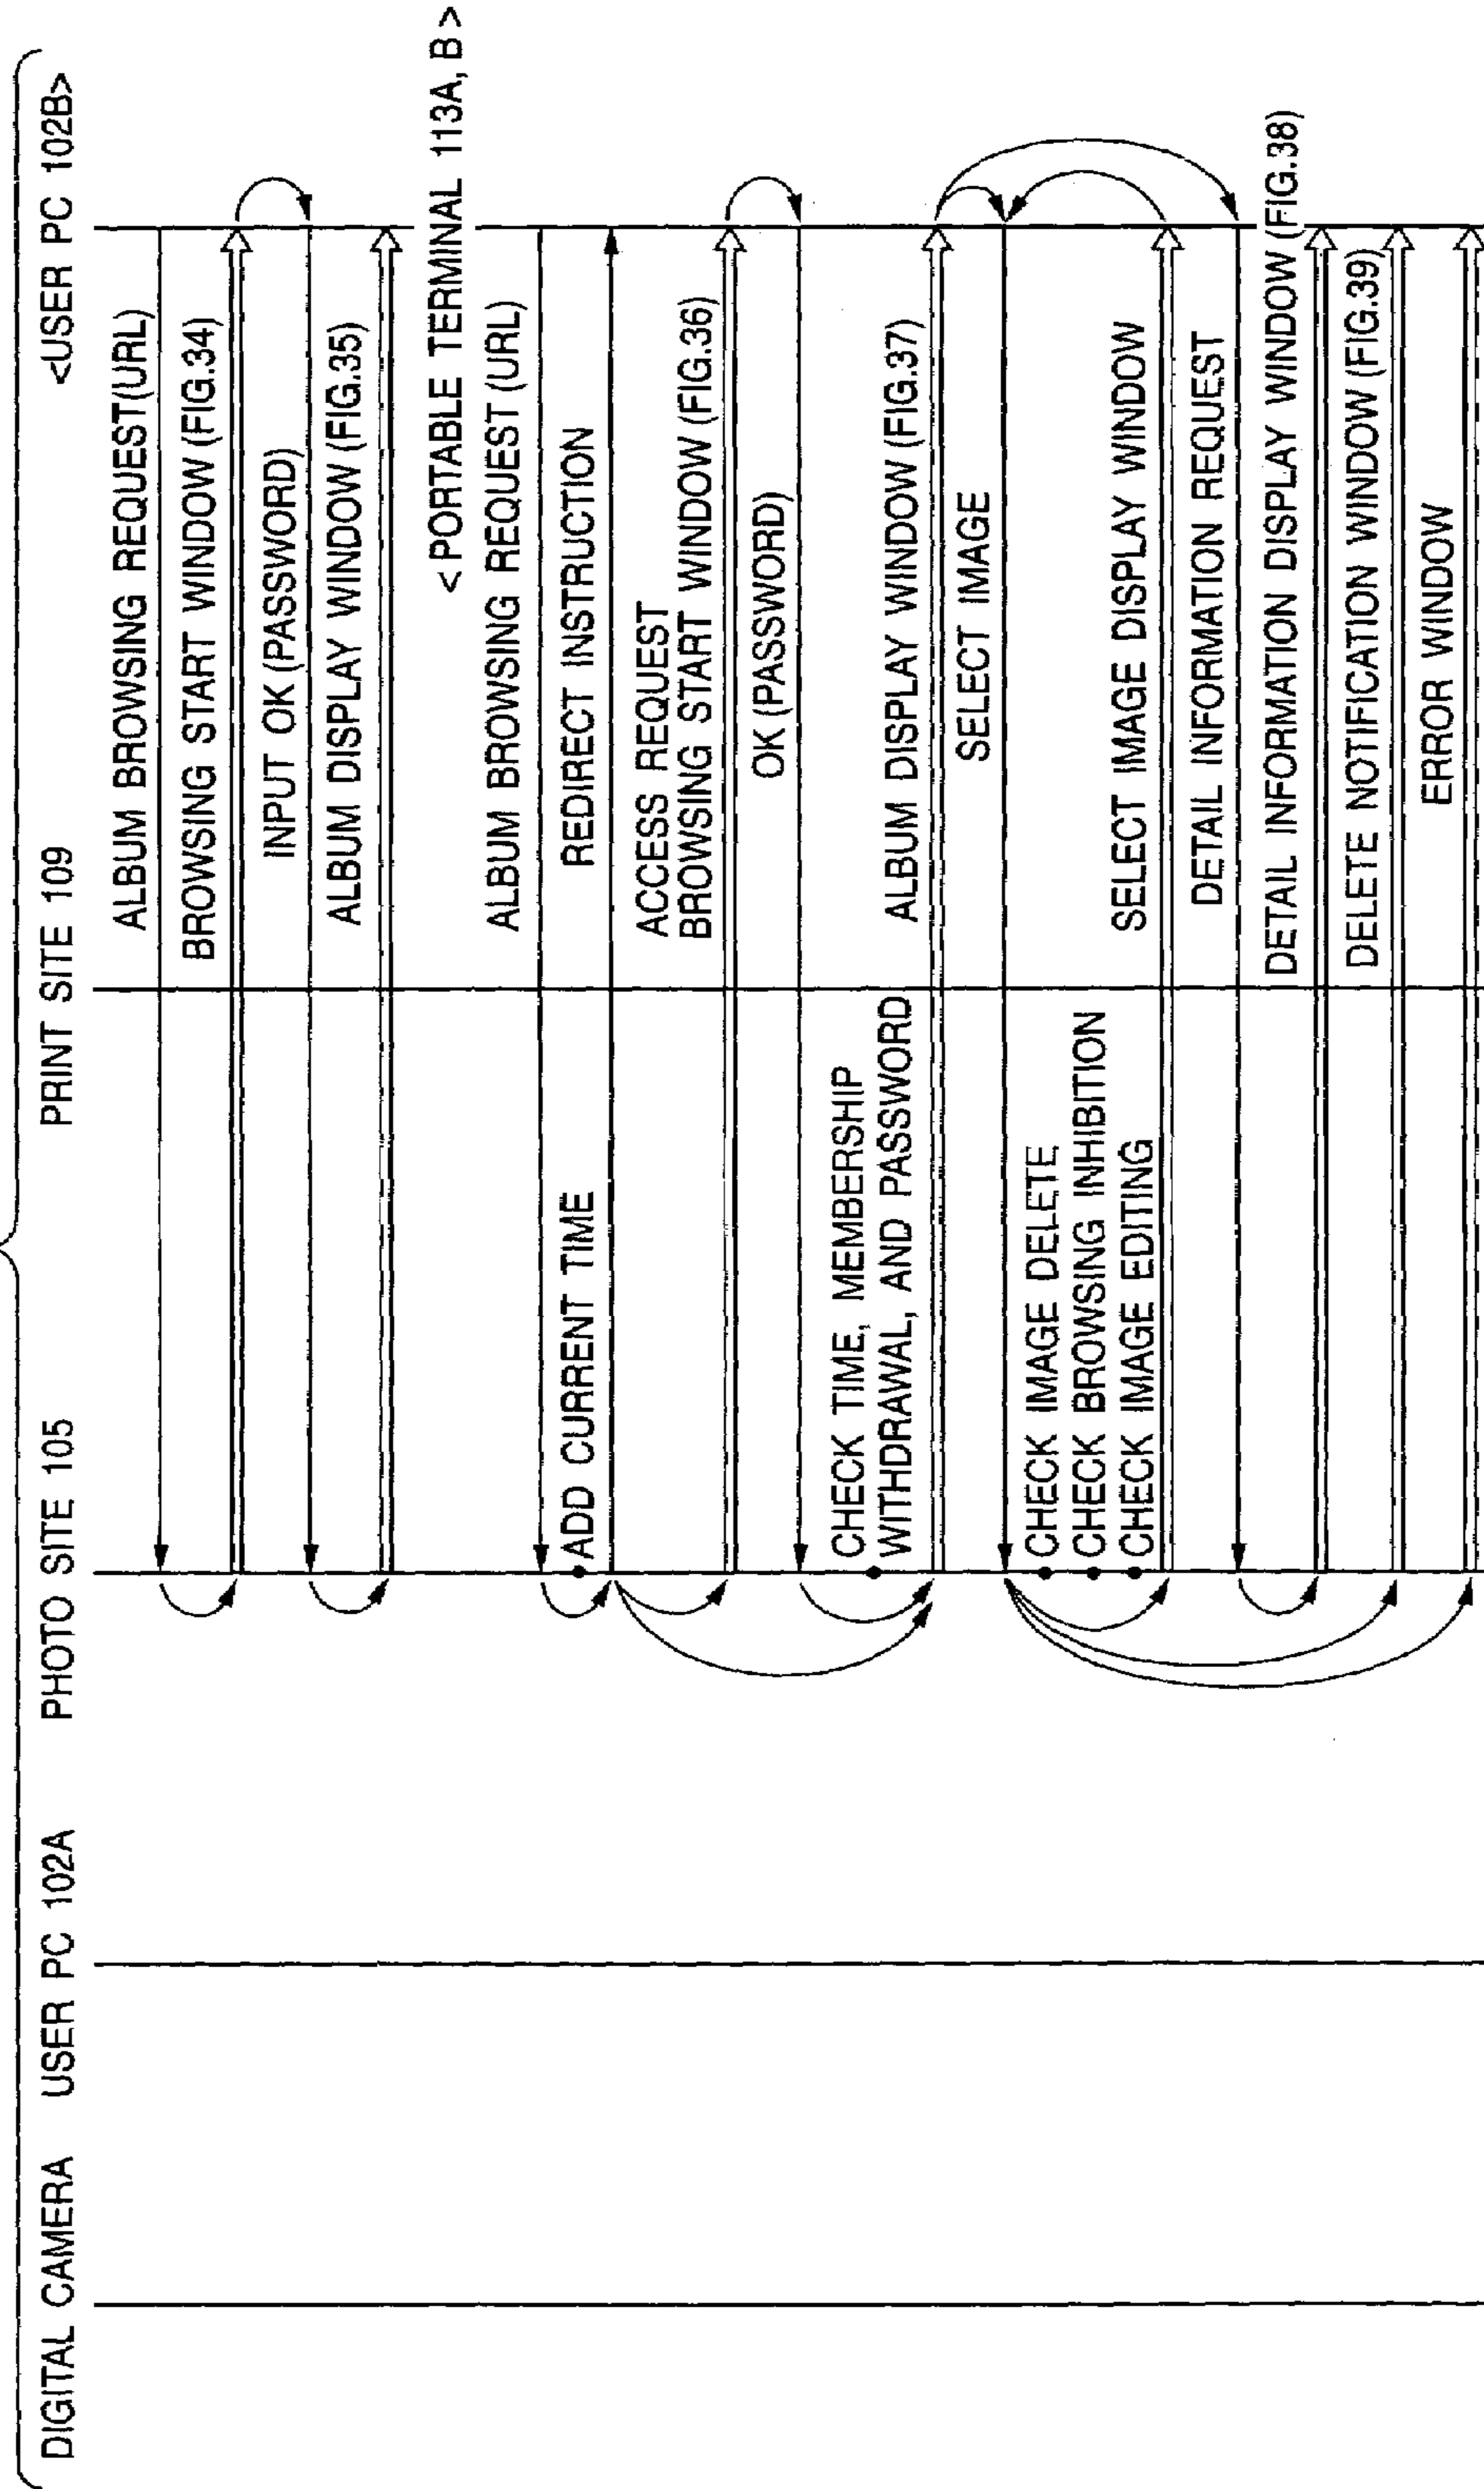 DIGITAL CAMERA
USER PC 102A
PHOTO SITE 105
PRINT SITE 109
<USER PC 102B>
ALBUM BROWSING REQUEST(URL)
BROWSING START WINDOW (FIG.34)
INPUT OK (PASSWORD)
ALBUM DISPLAY WINDOW (FIG.35)
< PORTABLE TERMINAL 113A, B >
ALBUM BROWSING REQUEST (URL)
ADD CURRENT TIME
REDIRECT INSTRUCTION
ACCESS REQUEST
BROWSING START WINDOW (FIG.36)
OK (PASSWORD)
CHECK TIME, MEMBERSHIP
WITHDRAWAL, AND PASSWORD
ALBUM DISPLAY WINDOW (FIG.37)
SELECT IMAGE
CHECK IMAGE DELETE
CHECK BROWSING INHIBITION
CHECK IMAGE EDITING
SELECT IMAGE DISPLAY WINDOW
DETAIL INFORMATION REQUEST
DETAIL INFORMATION DISPLAY WINDOW (FIG.38)
DELETE NOTIFICATION WINDOW (FIG.39)
ERROR WINDOW